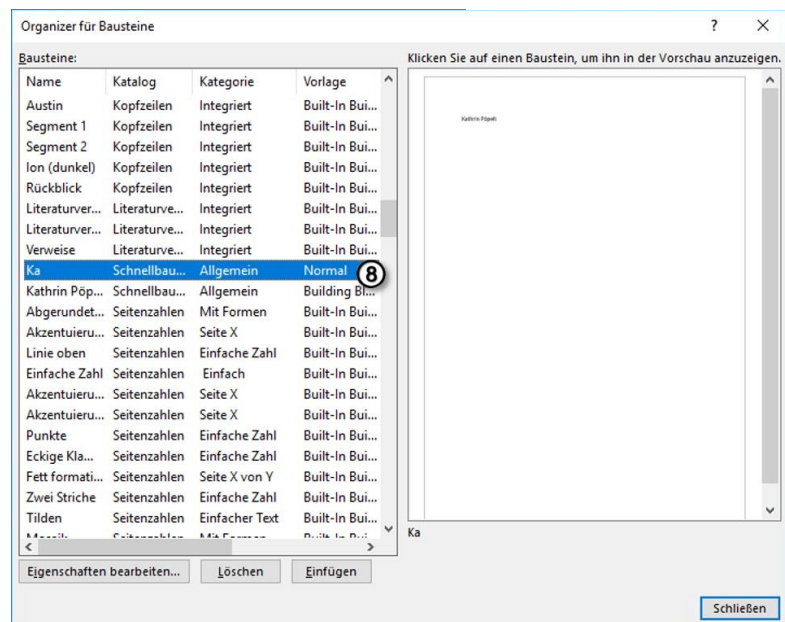 Organizer für Bausteine ? ×
Bausteine: Klicken Sie auf einen Baustein, um ihn in der Vorschau anzuzeigen.
Name Katalog Kategorie Vorlage
Austin Kopfzeilen Integriert Built-In Bui...
Segment 1 Kopfzeilen Integriert Built-In Bui...
Segment 2 Kopfzeilen Integriert Built-In Bui...
Ion (dunkel) Kopfzeilen Integriert Built-In Bui...
Rückblick Kopfzeilen Integriert Built-In Bui...
Literaturver... Literaturve... Integriert Built-In Bui...
Literaturver... Literaturve... Integriert Built-In Bui...
Verweise Literaturve... Integriert Built-In Bui...
Ka Schnellbau... Allgemein Normal 8
Kathrin Pöp... Schnellbau... Allgemein Building Bl...
Abgerundet... Seitenzahlen Mit Formen Built-In Bui...
Akzentuieru... Seitenzahlen Seite X Built-In Bui...
Linie oben Seitenzahlen Einfache Zahl Built-In Bui...
Einfache Zahl Seitenzahlen Einfach Built-In Bui...
Akzentuieru... Seitenzahlen Seite X Built-In Bui...
Akzentuieru... Seitenzahlen Seite X Built-In Bui...
Punkte Seitenzahlen Einfache Zahl Built-In Bui...
Eckige Kla... Seitenzahlen Einfache Zahl Built-In Bui...
Fett formati... Seitenzahlen Seite X von Y Built-In Bui...
Zwei Striche Seitenzahlen Einfache Zahl Built-In Bui...
Tilden Seitenzahlen Einfacher Text Built-In Bui...
Kathrin Pöpelt
Ka
Eigenschaften bearbeiten... Löschen Einfügen
Schließen